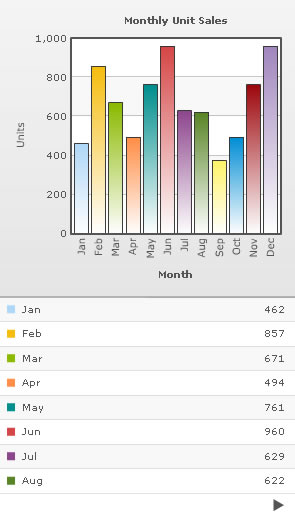 Monthly Unit Sales
1,000
800
600
400
200
0
Units
Jan Feb Mar Apr May Jun Jul Aug Sep Oct Nov Dec
Month
Jan 462
Feb 857
Mar 671
Apr 494
May 761
Jun 960
Jul 629
Aug 622